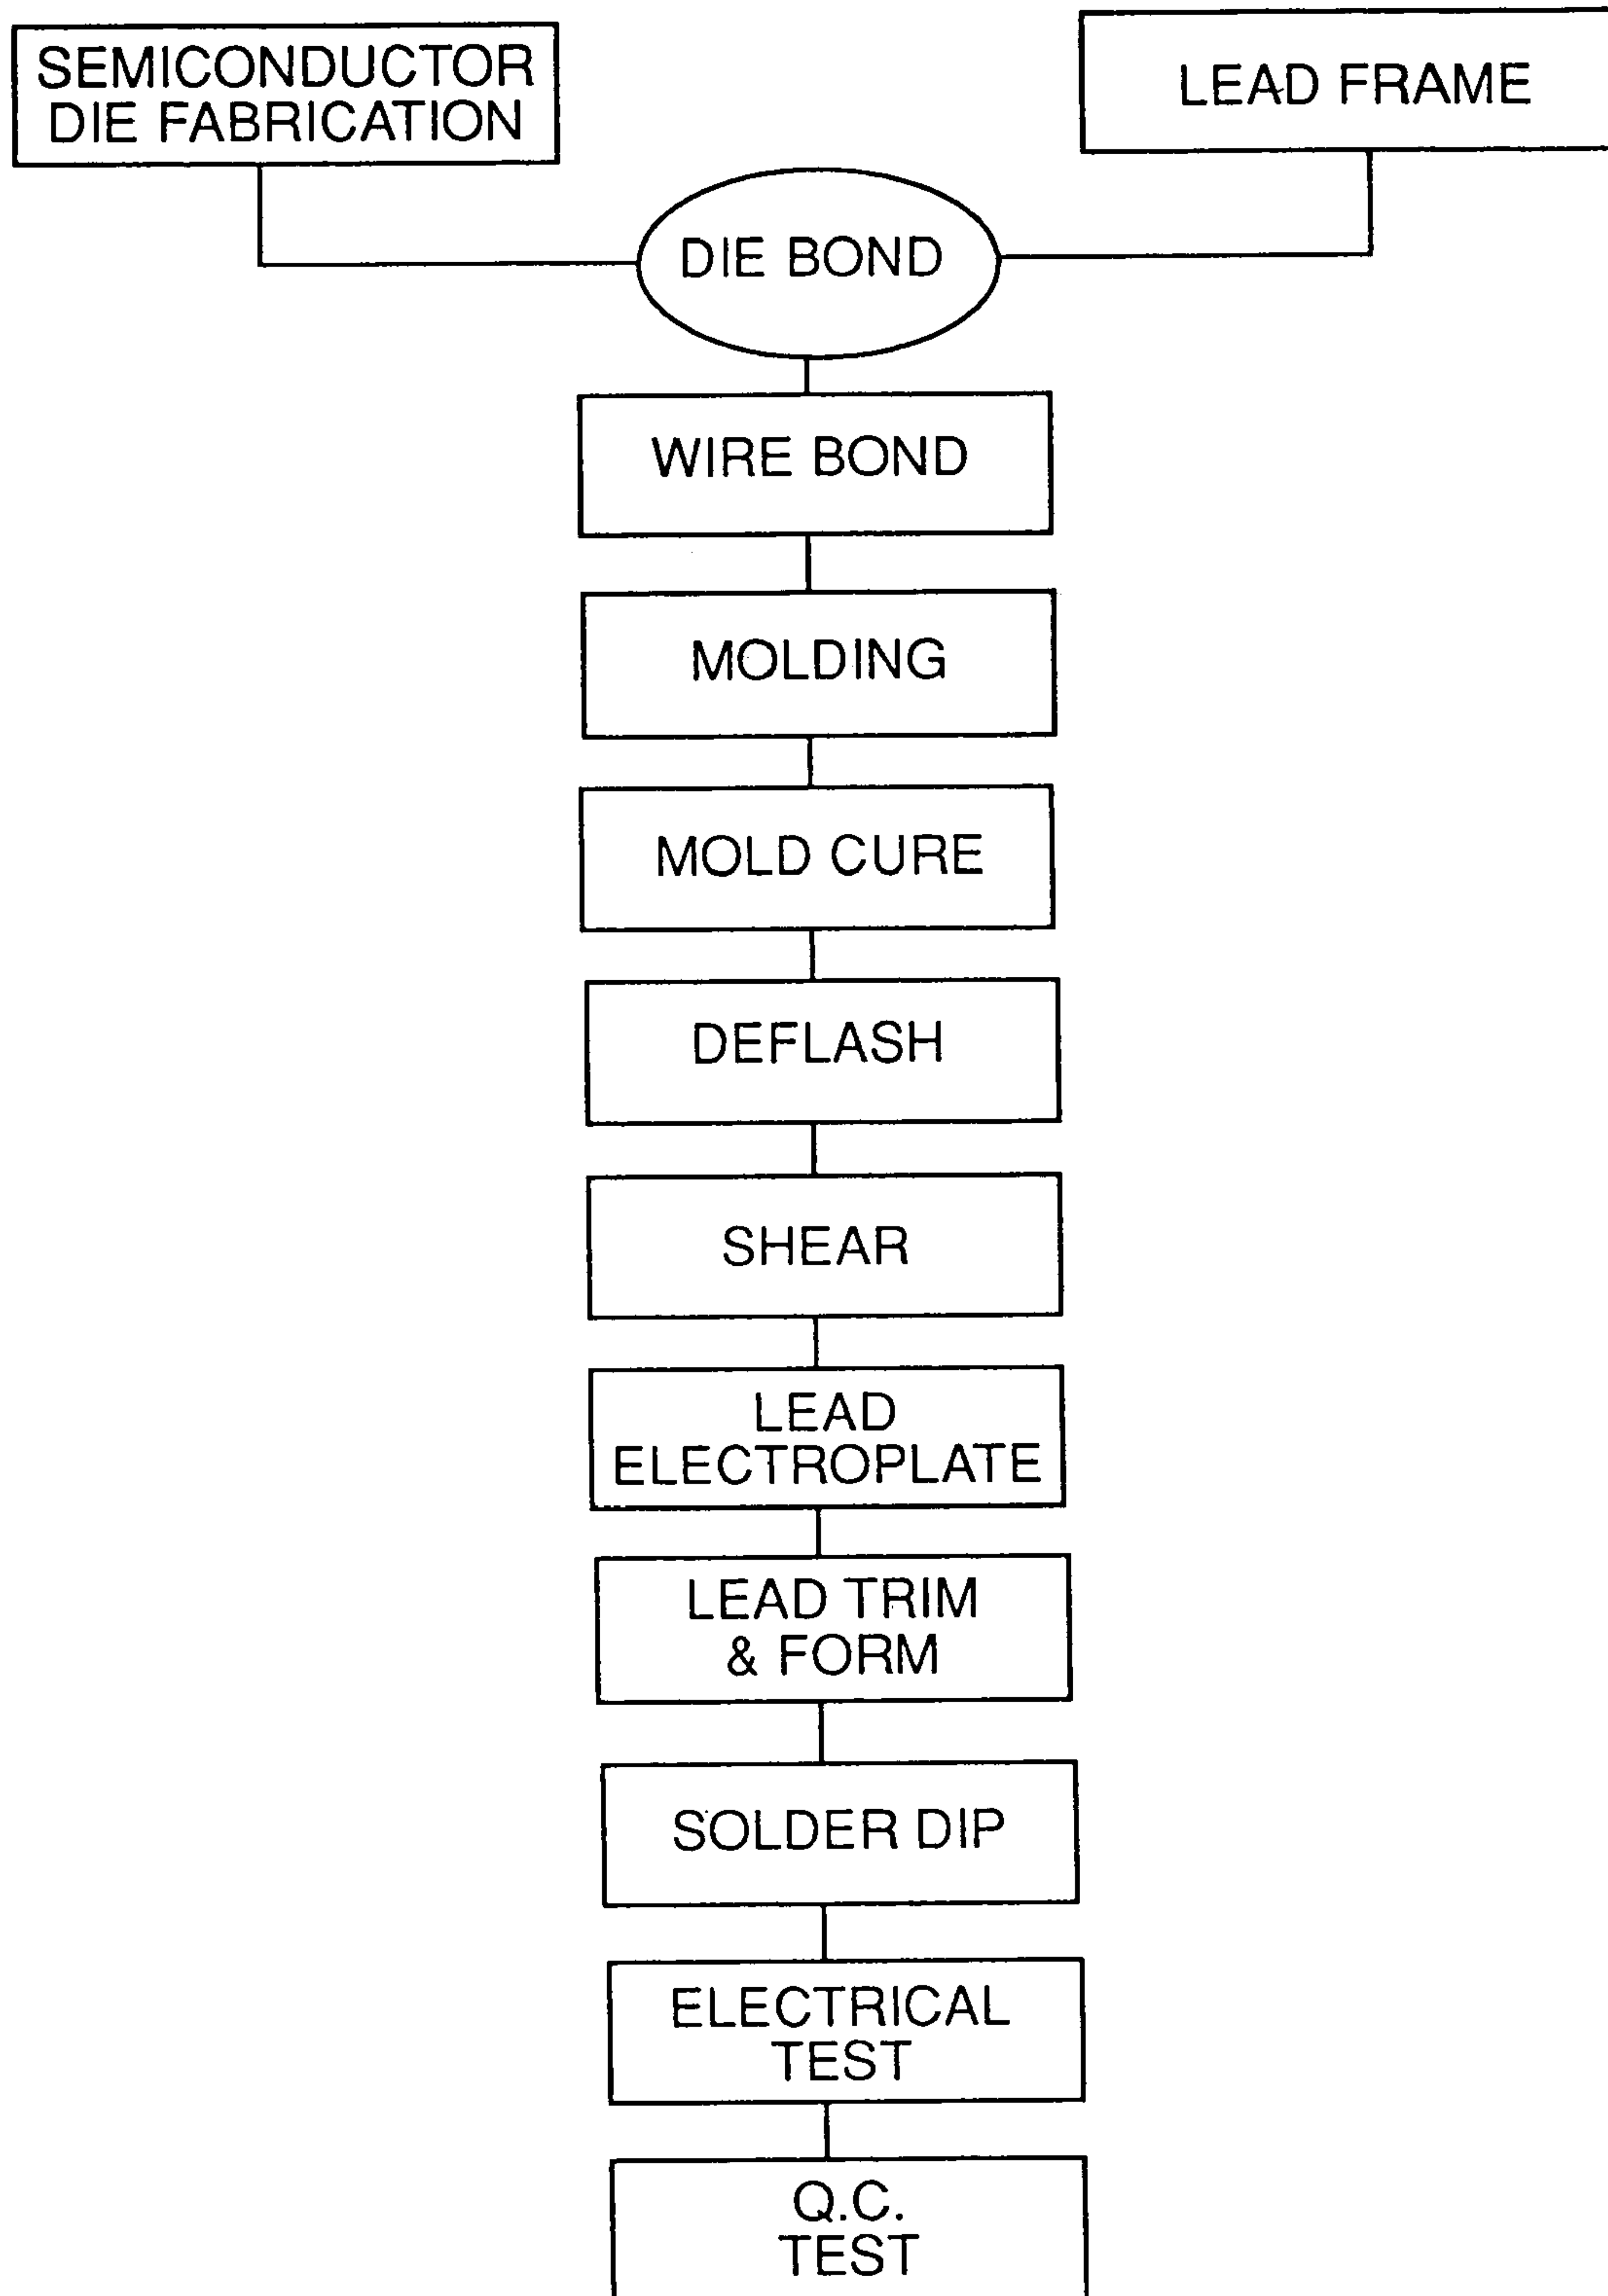 SEMICONDUCTOR
DIE FABRICATION
LEAD FRAME
DIE BOND
WIRE BOND
MOLDING
MOLD CURE
DEFLASH
SHEAR
LEAD
ELECTROPLATE
LEAD TRIM
& FORM
SOLDER DIP
ELECTRICAL
TEST
Q.C.
TEST